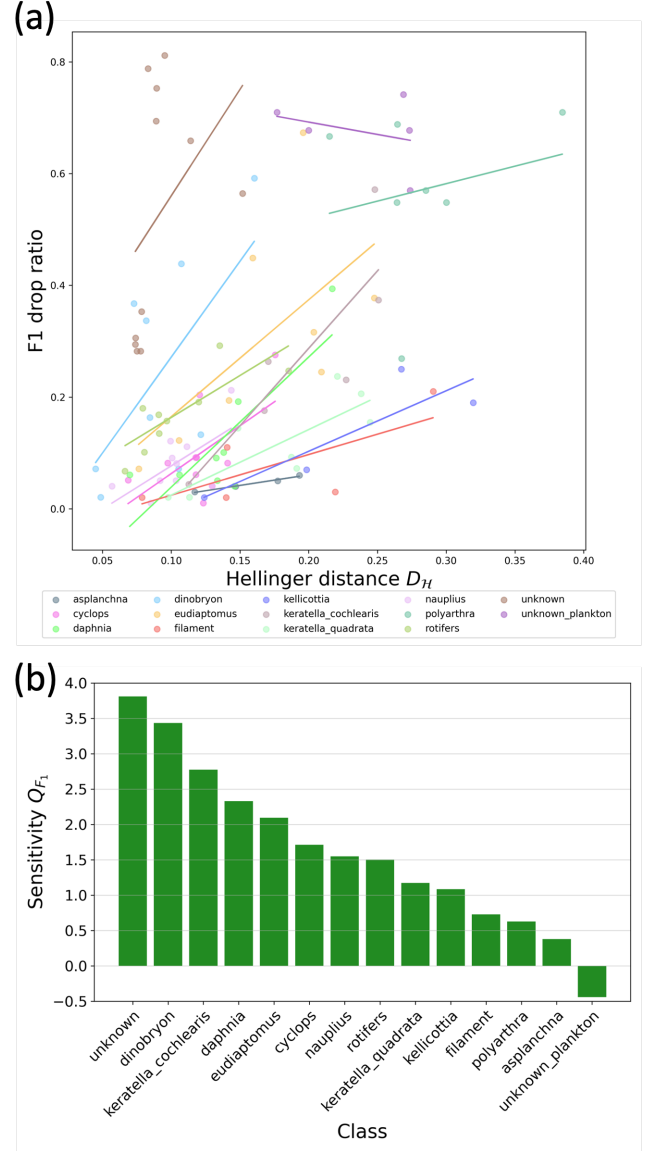 (a)
0.8
0.6
0.4
0.2
0.0
F1 drop ratio
0.05 0.10 0.15 0.20 0.25 0.30 0.35 0.40
Hellinger distance D_ℋ
asplanchna dinobryon kellicottia nauplius unknown
cyclops eudiaptomus keratella_cochlearis polyarthra unknown_plankton
daphnia filament keratella_quadrata rotifers
(b)
4.0
3.5
3.0
2.5
2.0
1.5
1.0
0.5
0.0
−0.5
Sensitivity Q_F₁
unknown dinobryon keratella_cochlearis daphnia eudiaptomus cyclops nauplius rotifers keratella_quadrata kellicottia filament polyarthra asplanchna unknown_plankton
Class